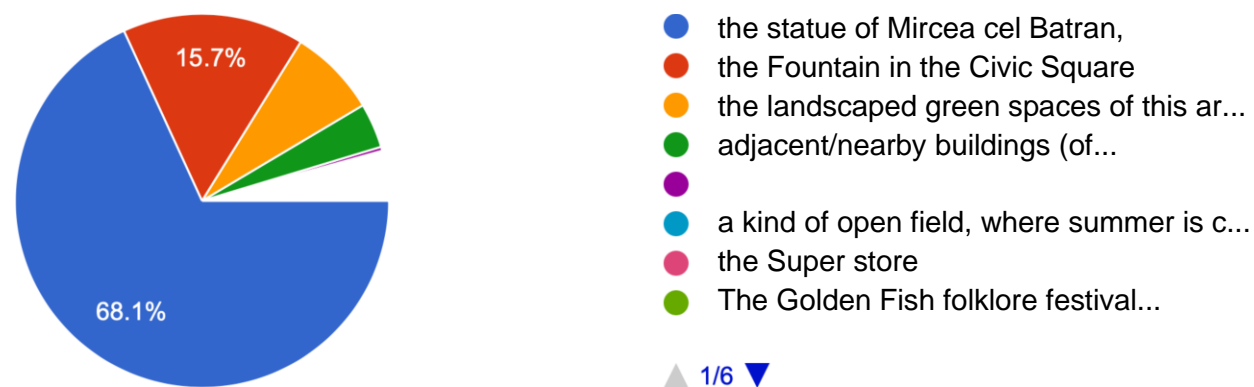 15.7%
68.1%
the statue of Mircea cel Batran,
the Fountain in the Civic Square
the landscaped green spaces of this ar...
adjacent/nearby buildings (of...
a kind of open field, where summer is c...
the Super store
The Golden Fish folklore festival...
1/6